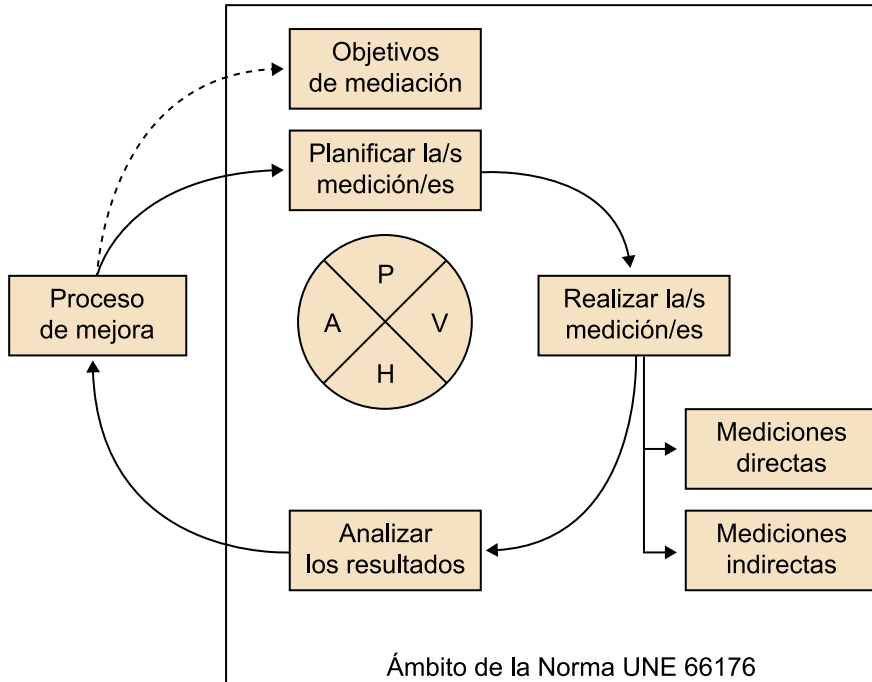 Objetivos
de mediación
Planificar la/s
medición/es
P
A
V
H
Proceso
de mejora
Realizar la/s
medición/es
Mediciones
directas
Analizar
los resultados
Mediciones
indirectas
Ámbito de la Norma UNE 66176